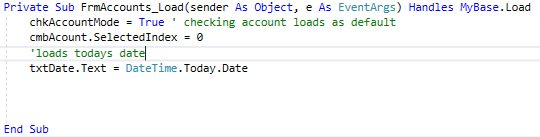 Private Sub FrmAccounts_Load(sender As Object, e As EventArgs) Handles MyBase.Load
chkAccountMode = True ' checking account loads as default
cmbAcount.SelectedIndex = 0
'loads todays date
txtDate.Text = DateTime.Today.Date
End Sub